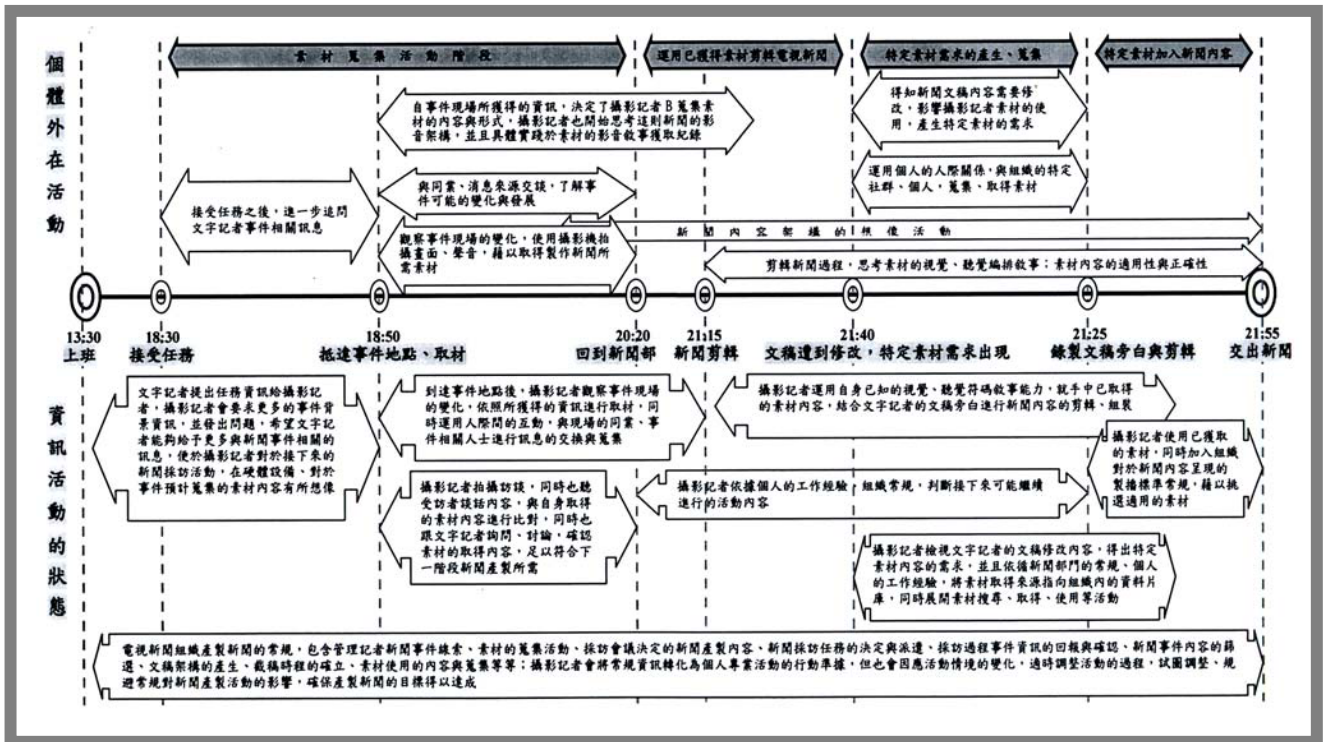 個體外在活動
素材蒐集活動階段
運用已獲得素材剪輯電視新聞
特定素材需求的產生、蒐集
特定素材加入新聞內容
自事件現場所獲得的資訊，決定了攝影記者B蒐集素
材的內容與形式，攝影記者也開始思考這則新聞的影
音架構，並且具體實踐於素材的影音敘事獲取紀錄
得知新聞文稿內容需要修
改，影響攝影記者素材的使
用，產生特定素材的需求
接受任務之後，進一步追問
文字記者事件相關訊息
與同業、消息來源交談，了解事
件可能的變化與發展
運用個人的人際關係，與組織的特定
社群、個人，蒐集、取得素材
觀察事件現場的變化，使用攝影機拍
攝畫面、聲音，藉以取得製作新聞所
需素材
新聞內容架構的想像活動
剪輯新聞過程，思考素材的視覺、聽覺編排敘事；素材內容的適用性與正確性
13:30
上班
18:30
接受任務
18:50
抵達事件地點、取材
20:20
回到新聞部
21:15
新聞剪輯
21:40
文稿遭到修改，特定素材需求出現
21:25
錄製文稿旁白與剪輯
21:55
交出新聞
資訊活動的狀態
文字記者提出任務資訊給攝影記
者，攝影記者會要求更多的事件背
景資訊，並發出問題，希望文字記
者能夠給予更多與新聞事件相關的
訊息，便於攝影記者對於接下來的
新聞採訪活動，在硬體設備、對於
事件預計蒐集的素材內容有所想像
到達事件地點後，攝影記者觀察事件現場
的變化，依照所獲得的資訊進行取材，同
時運用人際間的互動，與現場的同業、事
件相關人士進行訊息的交換與蒐集
攝影記者運用自身已知的視覺、聽覺符碼敘事能力，就手中已取得
的素材內容，結合文字記者的文稿旁白進行新聞內容的剪輯、組裝
攝影記者使用已獲取
的素材，同時加入組織
對於新聞內容呈現的
製播標準常規，藉以挑
選適用的素材
攝影記者拍攝訪談，同時也聽
受訪者談話內容，與自身取得
的素材內容進行比對，同時也
跟文字記者詢問、討論，確認
素材的取得內容，足以符合下
一階段新聞產製所需
攝影記者依據個人的工作經驗，組織常規，判斷接下來可能繼續
進行的活動內容
攝影記者檢視文字記者的文稿修改內容，得出特定
素材內容的需求，並且依循新聞部門的常規、個人
的工作經驗，將素材取得來源指向組織內的資料片
庫，同時展開素材搜尋、取得、使用等活動
電視新聞組織產製新聞的常規，包含管理記者新聞事件線索、素材的蒐集活動、採訪會議決定的新聞產製內容、新聞採訪任務的決定與派遣、採訪過程事件資訊的回報與確認、新聞事件內容的篩
選、文稿架構的產生、截稿時程的確立、素材使用的內容與蒐集等等；攝影記者會將常規資訊轉化為個人專業活動的行動準據，但也會因應活動情境的變化，適時調整活動的過程，試圖調整、規
避常規對新聞產製活動的影響，確保產製新聞的目標得以達成